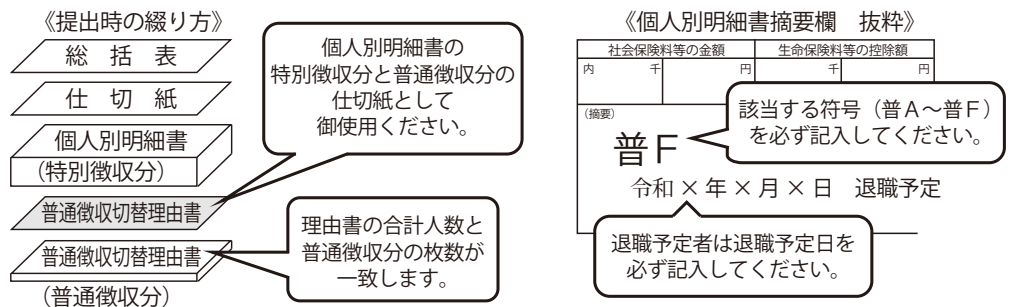 《提出時の綴り方》
総 括 表
仕 切 紙
個人別明細書
(特別徴収分)
普通徴収切替理由書
普通徴収切替理由書
(普通徴収分)
個人別明細書の
特別徴収分と普通徴収分の
仕切紙として
御使用ください。
理由書の合計人数と
普通徴収分の枚数が
一致します。
《個人別明細書摘要欄 抜粋》
社会保険料等の金額 生命保険料等の控除額
内 千 円 千 円
(摘要)
普F
令和×年×月×日 退職予定
該当する符号(普A～普F)
を必ず記入してください。
退職予定者は退職予定日を
必ず記入してください。